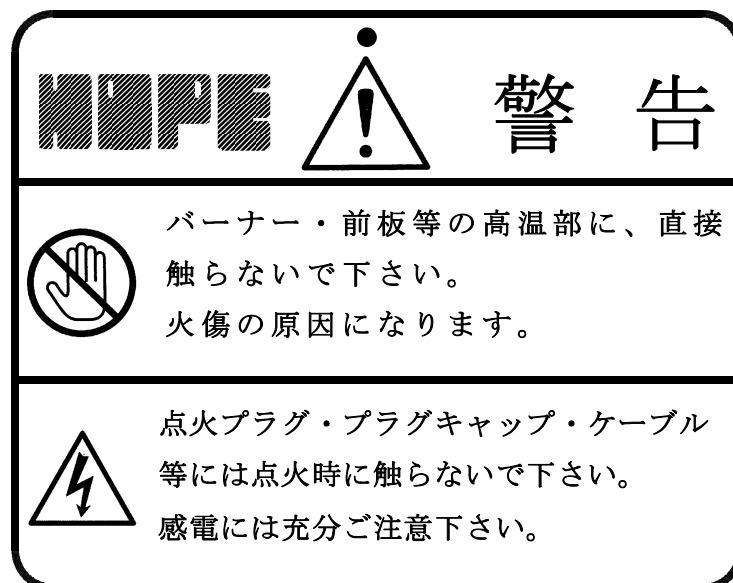 HOPE 警告
バーナー・前板等の高温部に、直接
触らないで下さい。
火傷の原因になります。
点火プラグ・プラグキャップ・ケーブル
等には点火時に触らないで下さい。
感電には充分ご注意下さい。